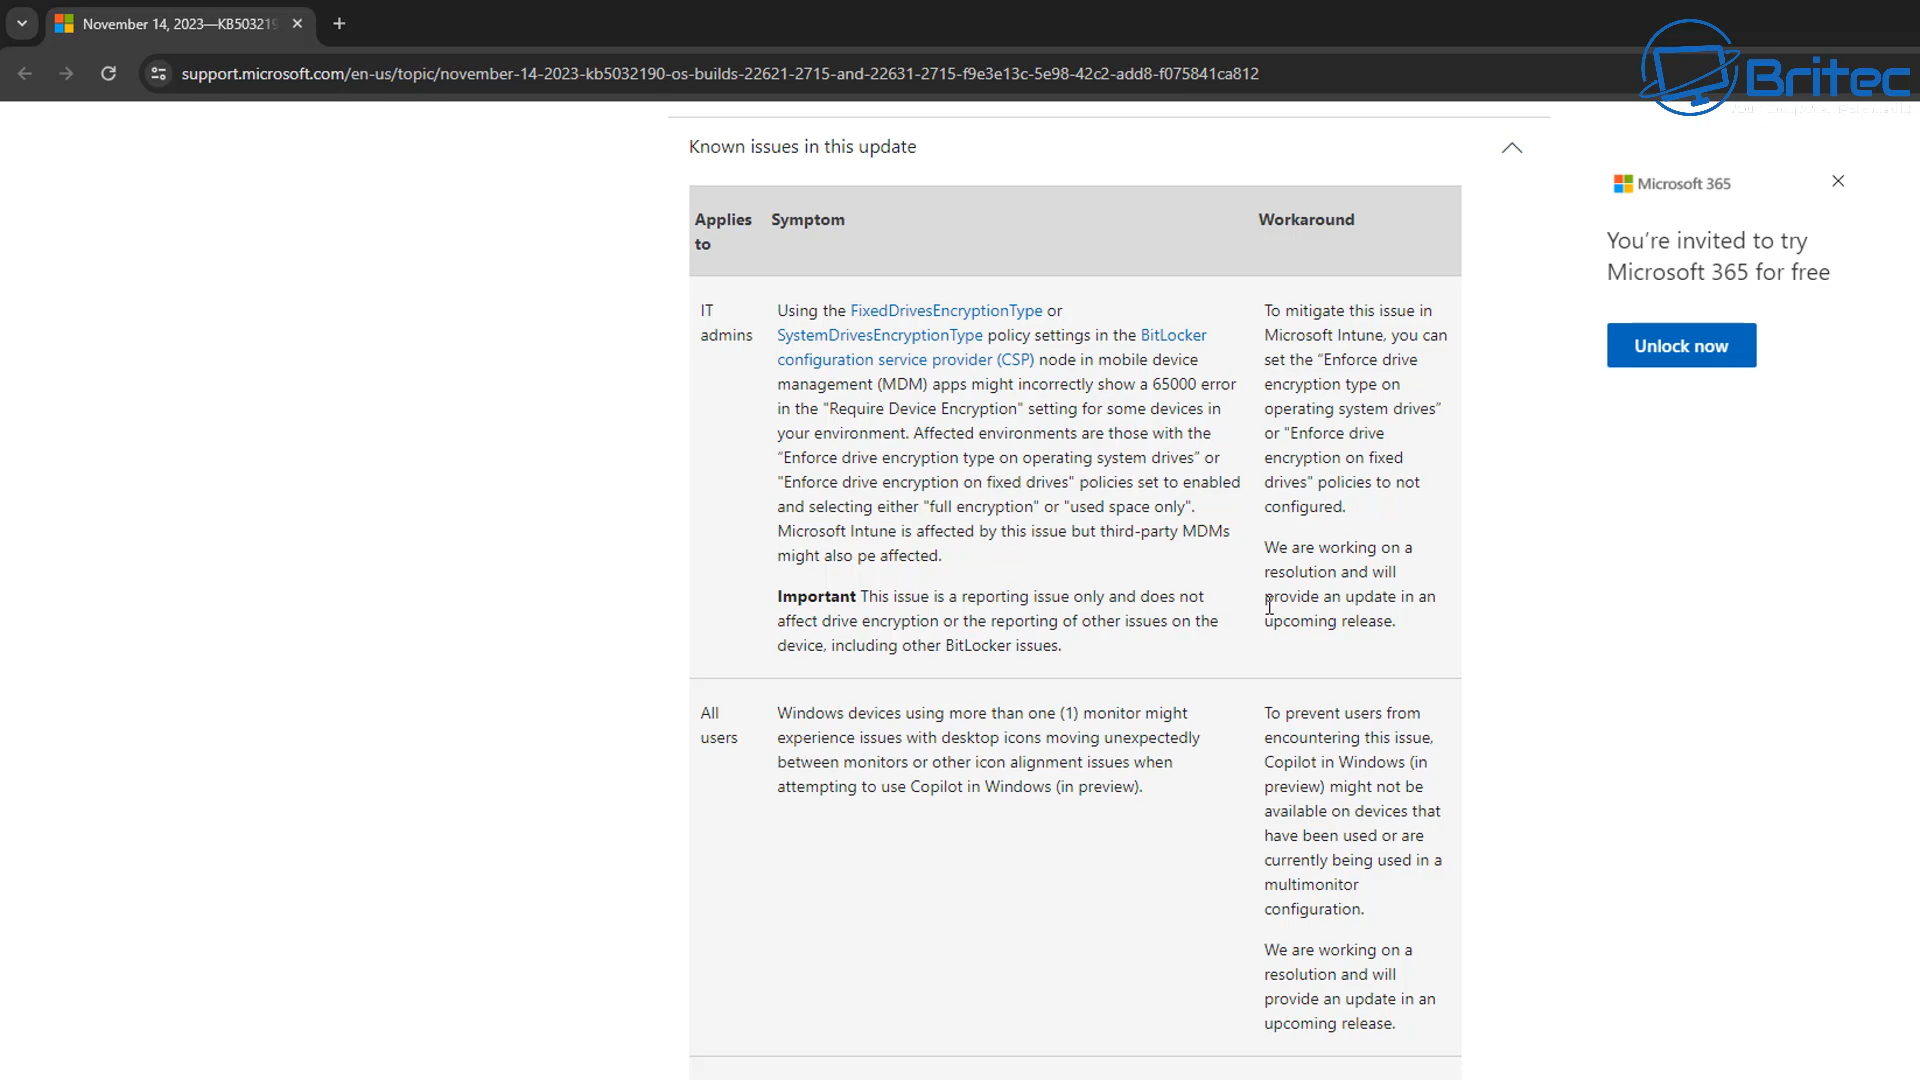 November 14, 2023—KB503219
support.microsoft.com/en-us/topic/november-14-2023-kb5032190-os-builds-22621-2715-and-22631-2715-f9e3e13c-5e98-42c2-add8-f075841ca812
Britec
Known issues in this update
Applies to
Symptom
Workaround
IT
admins
Using the FixedDrivesEncryptionType or
SystemDrivesEncryptionType policy settings in the BitLocker
configuration service provider (CSP) node in mobile device
management (MDM) apps might incorrectly show a 65000 error
in the "Require Device Encryption" setting for some devices in
your environment. Affected environments are those with the
“Enforce drive encryption type on operating system drives” or
"Enforce drive encryption on fixed drives" policies set to enabled
and selecting either "full encryption" or "used space only".
Microsoft Intune is affected by this issue but third-party MDMs
might also pe affected.
Important This issue is a reporting issue only and does not
affect drive encryption or the reporting of other issues on the
device, including other BitLocker issues.
To mitigate this issue in
Microsoft Intune, you can
set the “Enforce drive
encryption type on
operating system drives”
or "Enforce drive
encryption on fixed
drives" policies to not
configured.
We are working on a
resolution and will
provide an update in an
upcoming release.
All
users
Windows devices using more than one (1) monitor might
experience issues with desktop icons moving unexpectedly
between monitors or other icon alignment issues when
attempting to use Copilot in Windows (in preview).
To prevent users from
encountering this issue,
Copilot in Windows (in
preview) might not be
available on devices that
have been used or are
currently being used in a
multimonitor
configuration.
We are working on a
resolution and will
provide an update in an
upcoming release.
Microsoft 365
You’re invited to try
Microsoft 365 for free
Unlock now